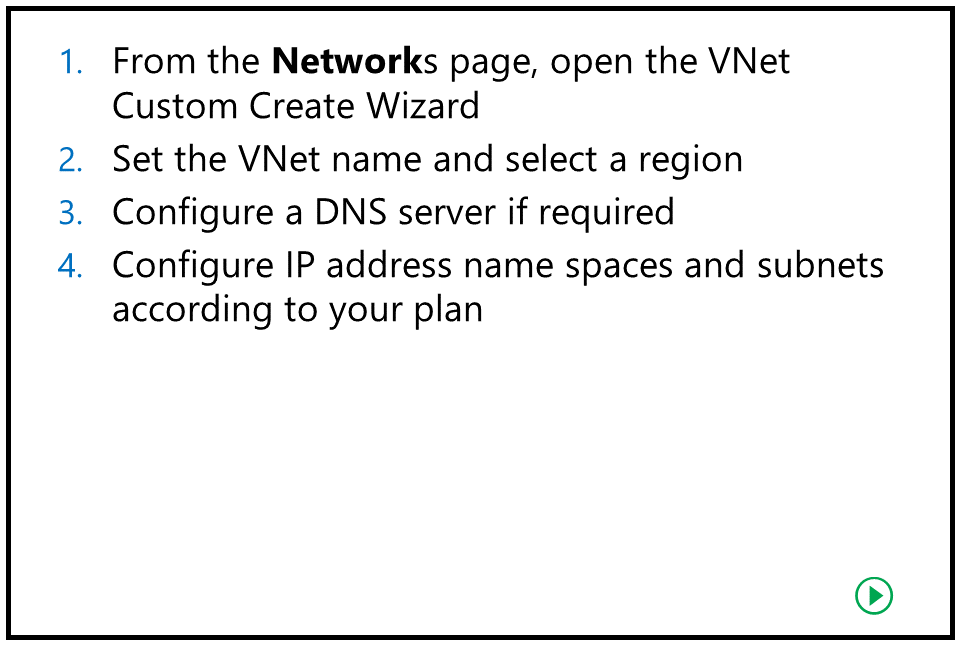 1. From the Networks page, open the VNet
Custom Create Wizard
2. Set the VNet name and select a region
3. Configure a DNS server if required
4. Configure IP address name spaces and subnets
according to your plan